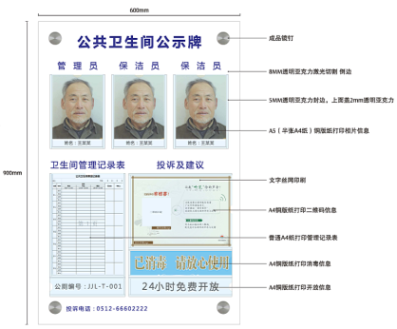 600mm
900mm
公共卫生间公示牌
管理员 保洁员 保洁员
卫生间管理记录表 投诉及建议
已消毒 请放心使用
公厕编号:JJL-T-001
24小时免费开放
投诉电话:0512-66602222
成品镜钉
8MM透明亚克力激光切割 倒边
5MM透明亚克力封边,上面盖2mm透明亚克力
A5(半张A4纸)铜版纸打印相片信息
文字丝网印刷
A4铜版纸打印二维码信息
普通A4纸打印管理记录表
A4铜版纸打印消毒信息
A4铜版纸打印开放信息